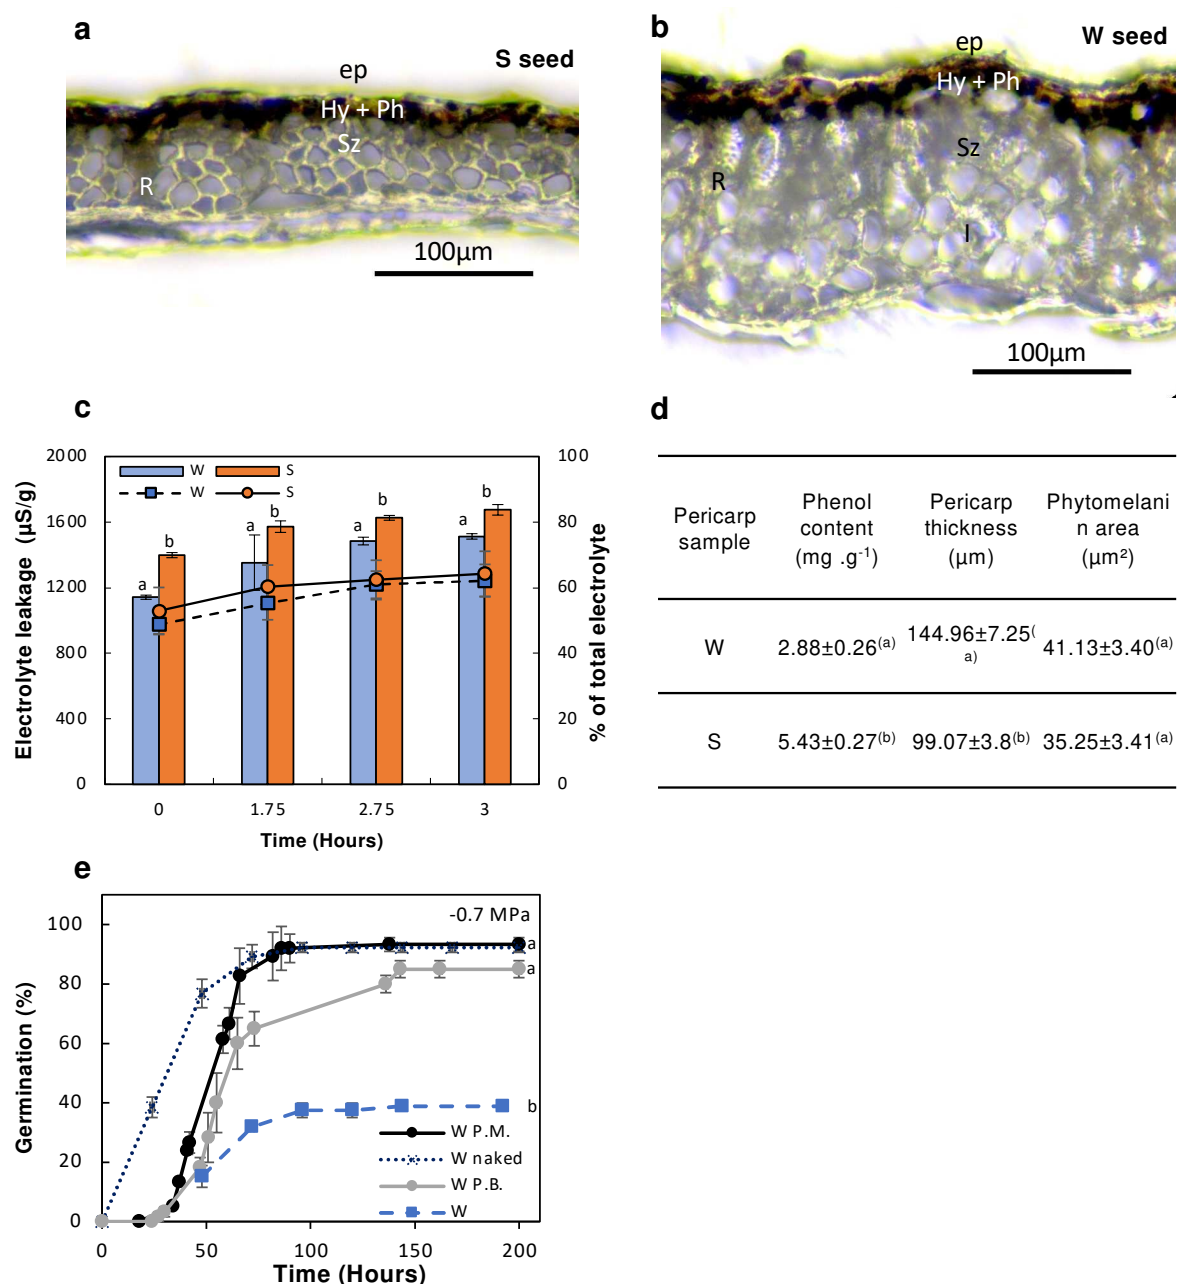 a
S seed
ep
Hy + Ph
Sz
R
100µm
b
W seed
ep
Hy + Ph
Sz
R
I
100µm
c
2000
1600
1200
800
400
0
Electrolyte leakage (µS/g)
W S
W S
a b a b a b a b
100
80
60
40
20
0
% of total electrolyte
0 1.75 2.75 3
Time (Hours)
d
Pericarp
sample
Phenol
content
(mg .g-1)
Pericarp
thickness
(µm)
Phytomelani
n area
(µm²)
W 2.88±0.26(a) 144.96±7.25(
a) 41.13±3.40(a)
S 5.43±0.27(b) 99.07±3.8(b) 35.25±3.41(a)
e
100
80
60
40
20
0
Germination (%)
-0.7 MPa
a
a
b
W P.M.
W naked
W P.B.
W
0 50 100 150 200
Time (Hours)